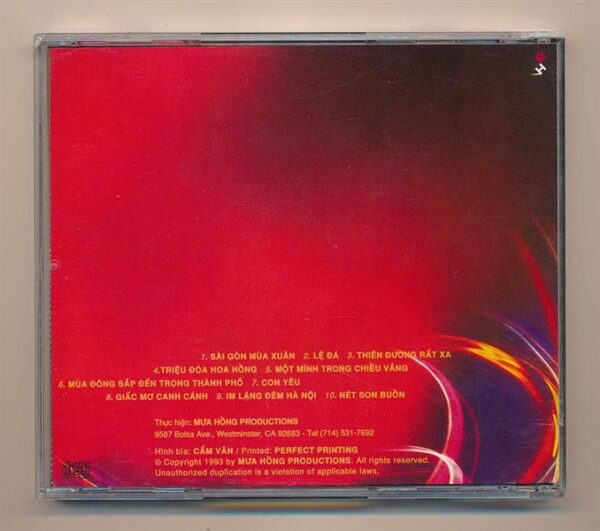 1. SÀI GÒN MÙA XUÂN 2. LỆ ĐÁ 3. THIÊN ĐƯỜNG RẤT XA
4.TRIỆU ĐÓA HOA HỒNG 5. MỘT MÌNH TRONG CHIỀU VẮNG
6. MÙA ĐÔNG SẮP ĐẾN TRONG THÀNH PHỐ 7. CON YÊU
8. GIẤC MƠ CANH CÁNH 9. IM LẶNG ĐÊM HÀ NỘI 10. NÉT SON BUỒN
Thực hiện: MƯA HỒNG PRODUCTIONS
9587 Bolsa Ave., Westminster, CA 92683 - Tel (714) 531-7692
Hình bìa: CẨM VÂN / Printed: PERFECT PRINTING
© Copyright 1993 by MƯA HỒNG PRODUCTIONS. All rights reserved.
Unauthorized duplication is a violation of applicable laws.